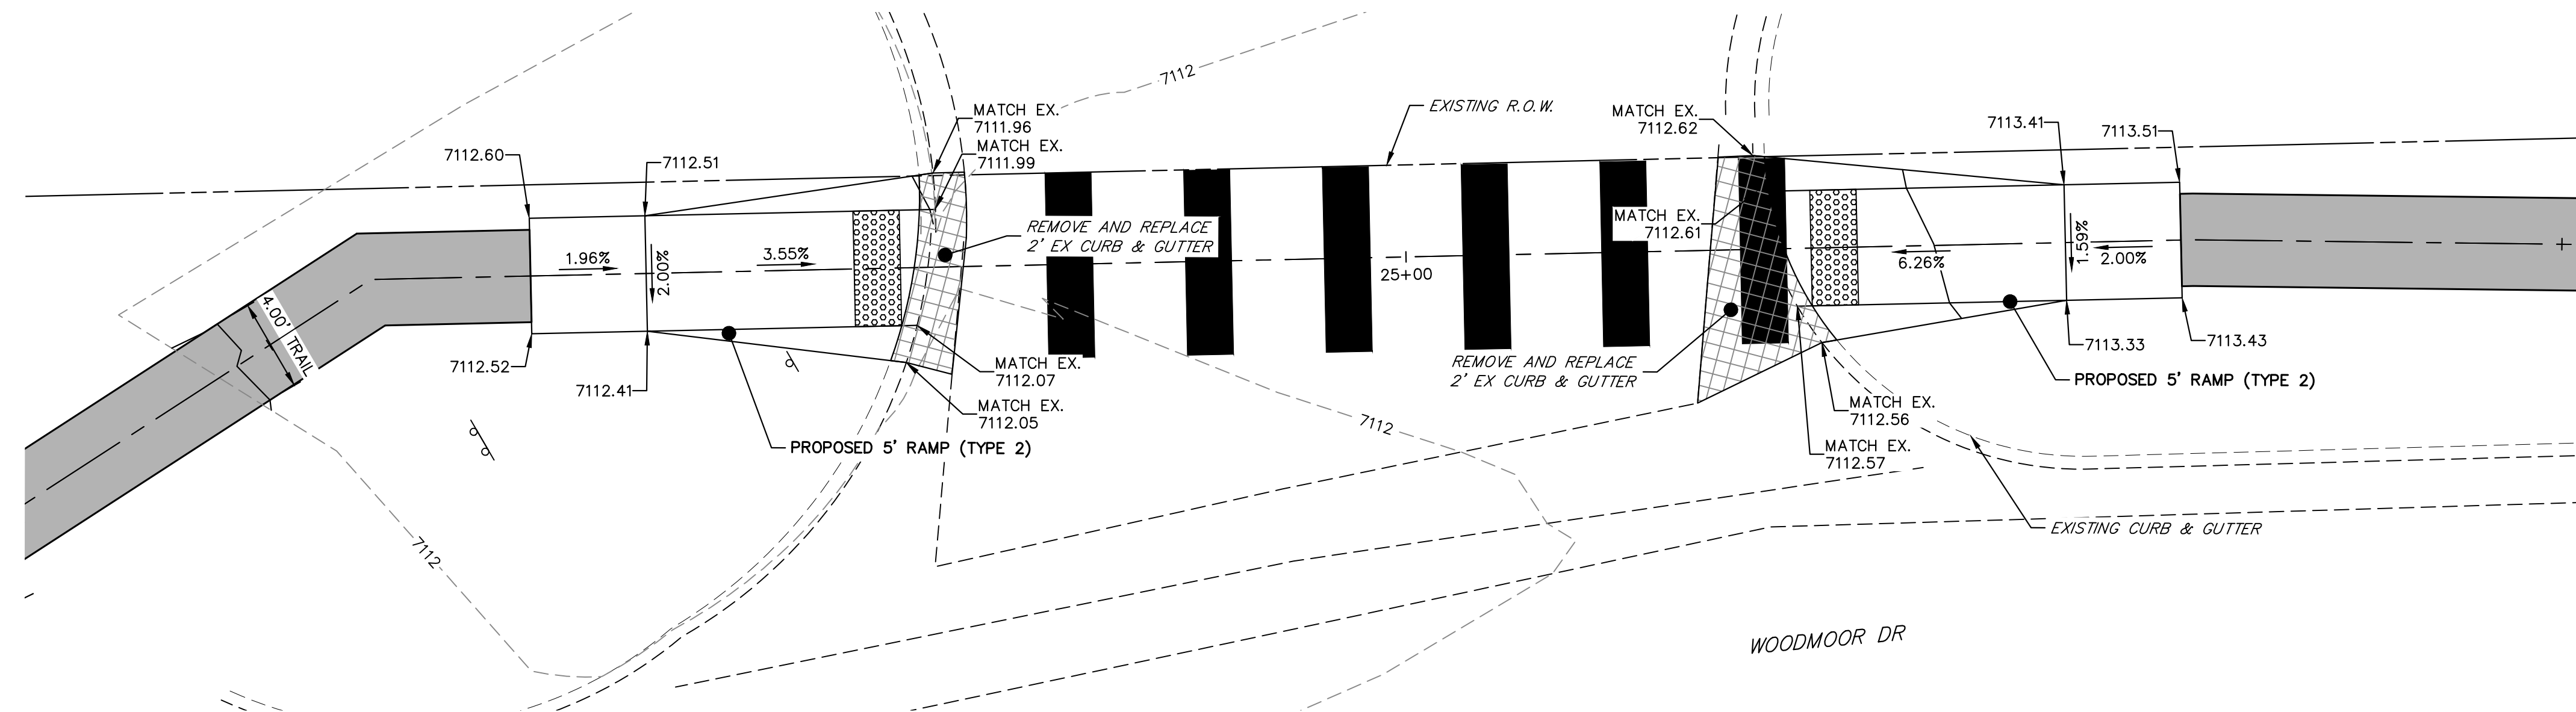 7112
MATCH EX.
7111.96
MATCH EX.
7111.99
EXISTING R.O.W.
MATCH EX.
7112.62
7113.41
7113.51
7112.60
7112.51
MATCH EX.
7112.61
REMOVE AND REPLACE
2' EX CURB & GUTTER
1.96%
2.00%
3.55%
25+00
6.26%
1.59%
2.00%
4.00' TRAIL
7112.52
7112.41
MATCH EX.
7112.07
MATCH EX.
7112.05
PROPOSED 5' RAMP (TYPE 2)
REMOVE AND REPLACE
2' EX CURB & GUTTER
7113.33
7113.43
PROPOSED 5' RAMP (TYPE 2)
MATCH EX.
7112.56
MATCH EX.
7112.57
7112
7112
EXISTING CURB & GUTTER
WOODMOOR DR